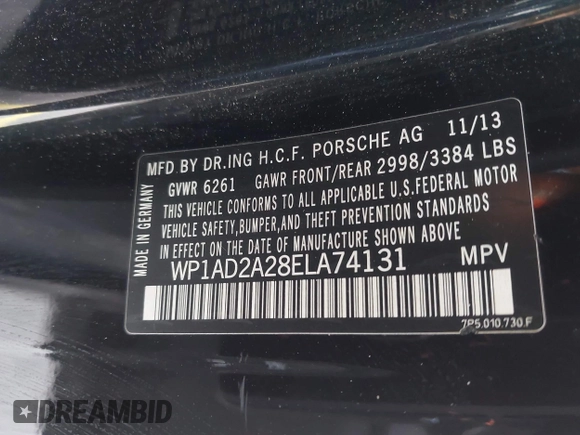 MFD BY DR.ING H.C.F. PORSCHE AG 11/13
GVWR 6261 GAWR FRONT/REAR 2998/3384 LBS
THIS VEHICLE CONFORMS TO ALL APPLICABLE U.S.FEDERAL MOTOR
VEHICLE SAFETY,BUMPER,AND THEFT PREVENTION STANDARDS
IN EFFECT ON THE DATE OF MANUFACTURE SHOWN ABOVE
MADE IN GERMANY
WP1AD2A28ELA74131 MPV
7P5.010.730.F
DREAMBID